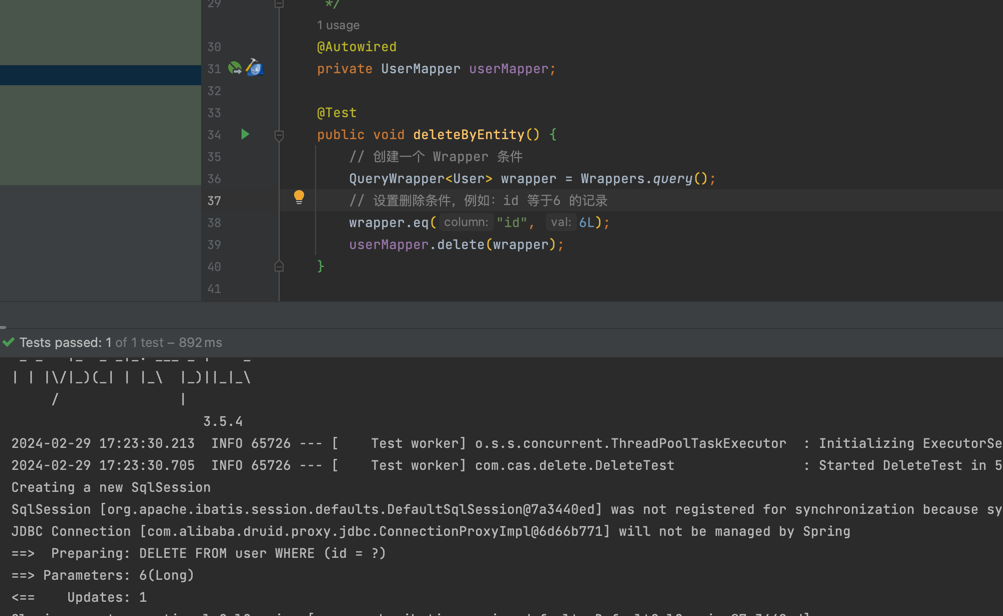 29 */
1 usage
30 @Autowired
31 private UserMapper userMapper;
32
33 @Test
34 public void deleteByEntity() {
35 // 创建一个 Wrapper 条件
36 QueryWrapper<User> wrapper = Wrappers.query();
37 // 设置删除条件，例如：id 等于6 的记录
38 wrapper.eq( column: "id", val: 6L);
39 userMapper.delete(wrapper);
40 }
41
Tests passed: 1 of 1 test – 892 ms
| | |\/|_)(_| | |_\  |_)||_|_\
/ |
3.5.4
2024-02-29 17:23:30.213 INFO 65726 --- [ Test worker] o.s.s.concurrent.ThreadPoolTaskExecutor : Initializing ExecutorSe
2024-02-29 17:23:30.705 INFO 65726 --- [ Test worker] com.cas.delete.DeleteTest : Started DeleteTest in 5
Creating a new SqlSession
SqlSession [org.apache.ibatis.session.defaults.DefaultSqlSession@7a3440ed] was not registered for synchronization because sy
JDBC Connection [com.alibaba.druid.proxy.jdbc.ConnectionProxyImpl@6d66b771] will not be managed by Spring
==> Preparing: DELETE FROM user WHERE (id = ?)
==> Parameters: 6(Long)
<== Updates: 1